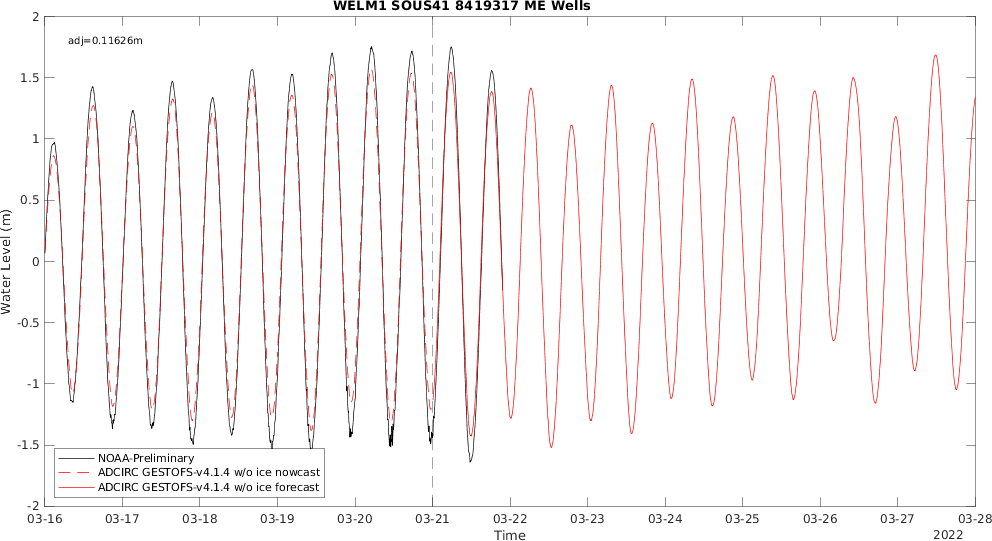 WELM1 SOUS41 8419317 ME Wells
adj=0.11626m
2
1.5
1
0.5
0
-0.5
-1
-1.5
-2
Water Level (m)
NOAA-Preliminary
ADCIRC GESTOFS-v4.1.4 w/o ice nowcast
ADCIRC GESTOFS-v4.1.4 w/o ice forecast
03-16 03-17 03-18 03-19 03-20 03-21 03-22 03-23 03-24 03-25 03-26 03-27 03-28
Time
2022